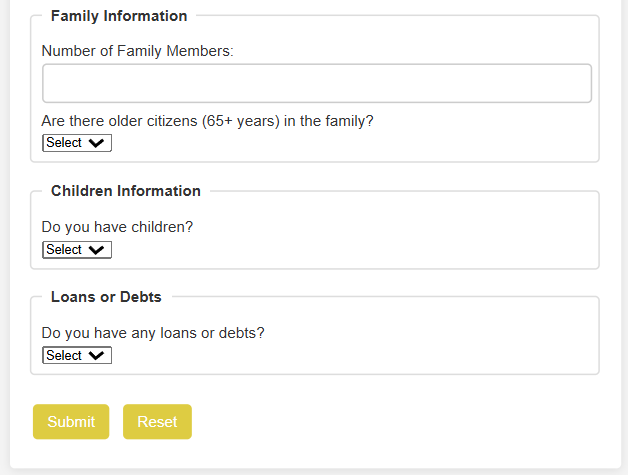 Family Information
Number of Family Members:
Are there older citizens (65+ years) in the family?
Select
Children Information
Do you have children?
Select
Loans or Debts
Do you have any loans or debts?
Select
Submit Reset